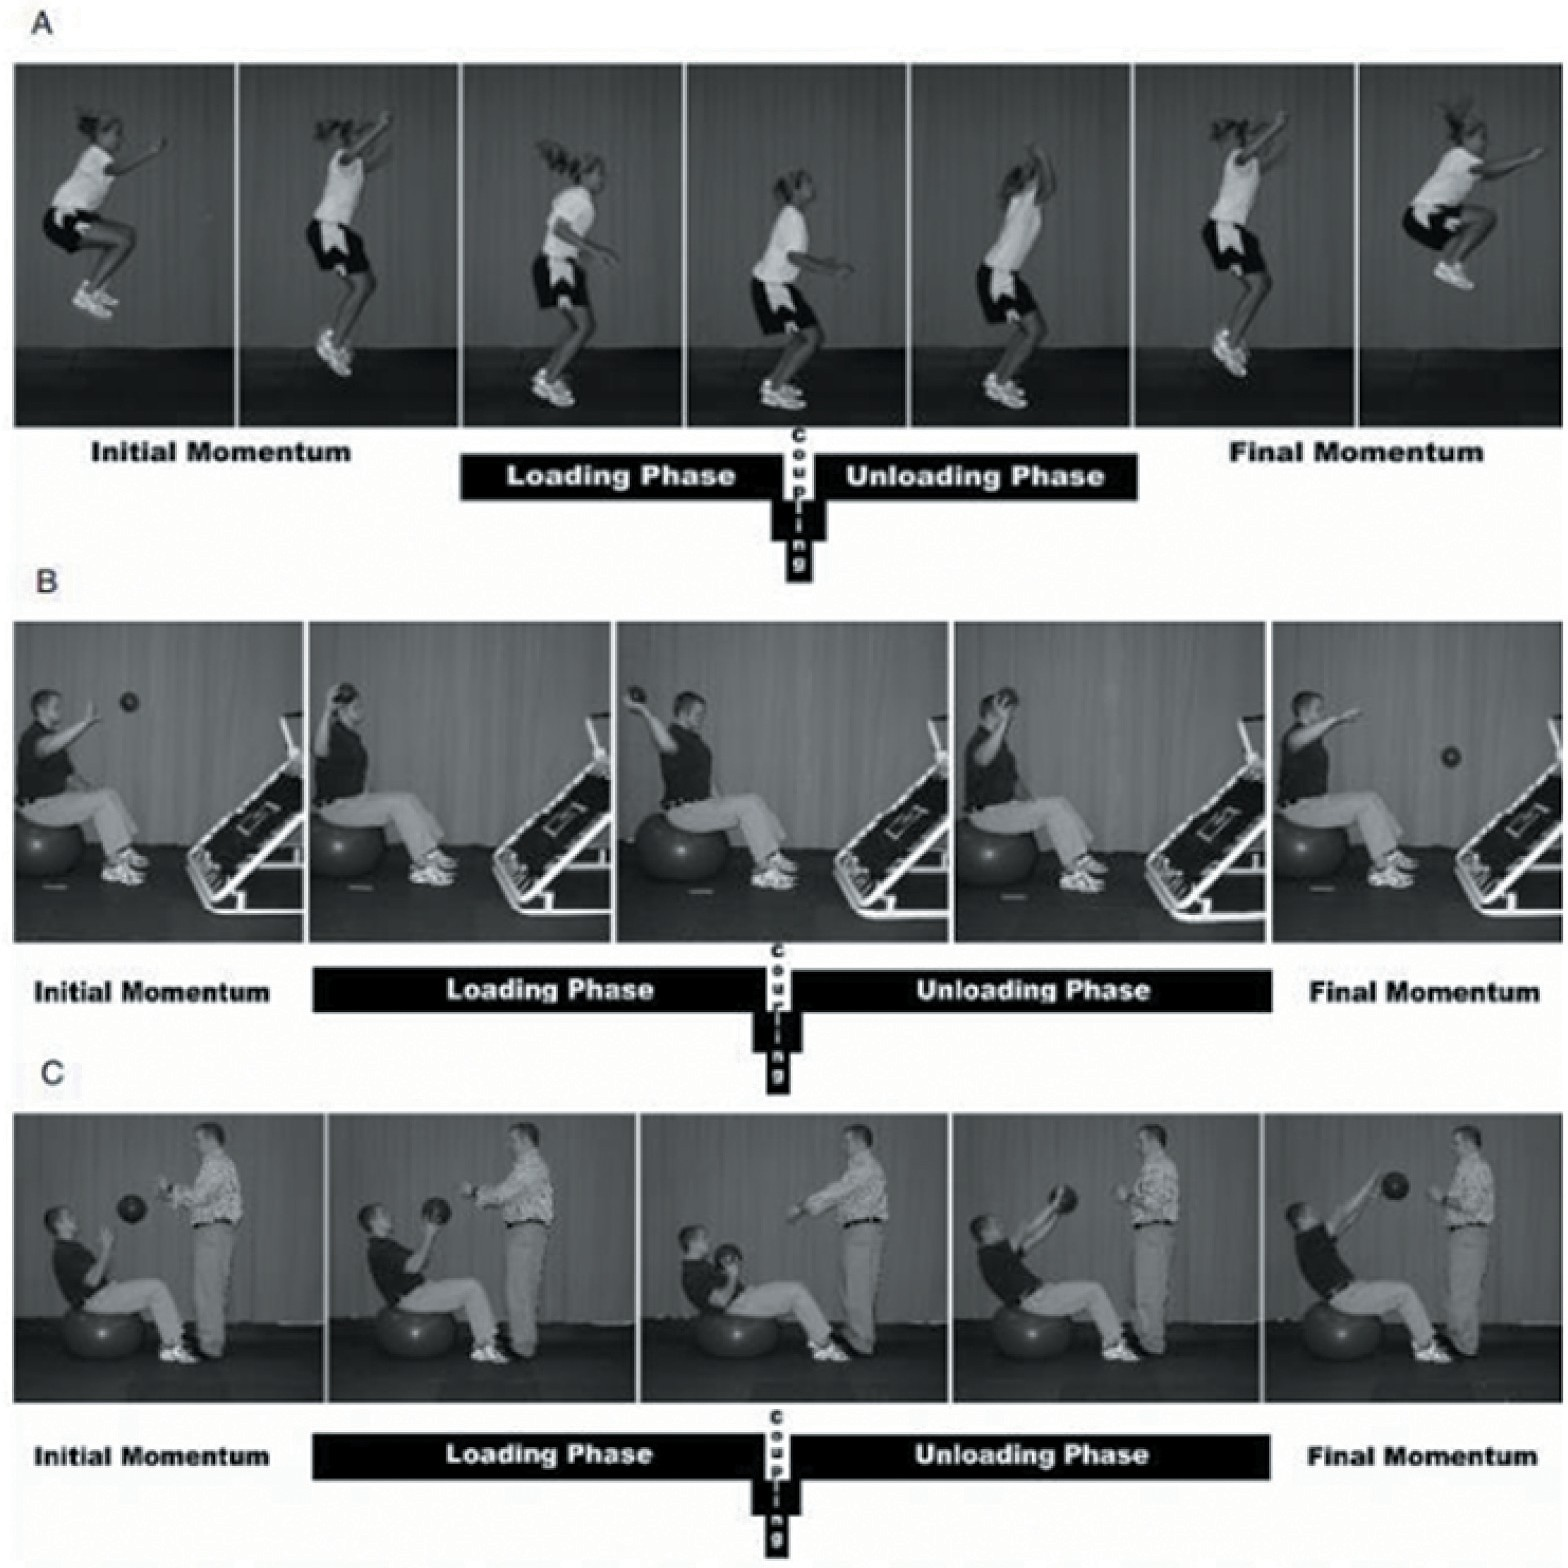 A
Initial Momentum
Loading Phase
coupling
Unloading Phase
Final Momentum
B
Initial Momentum
Loading Phase
coupling
Unloading Phase
Final Momentum
C
Initial Momentum
Loading Phase
coupling
Unloading Phase
Final Momentum